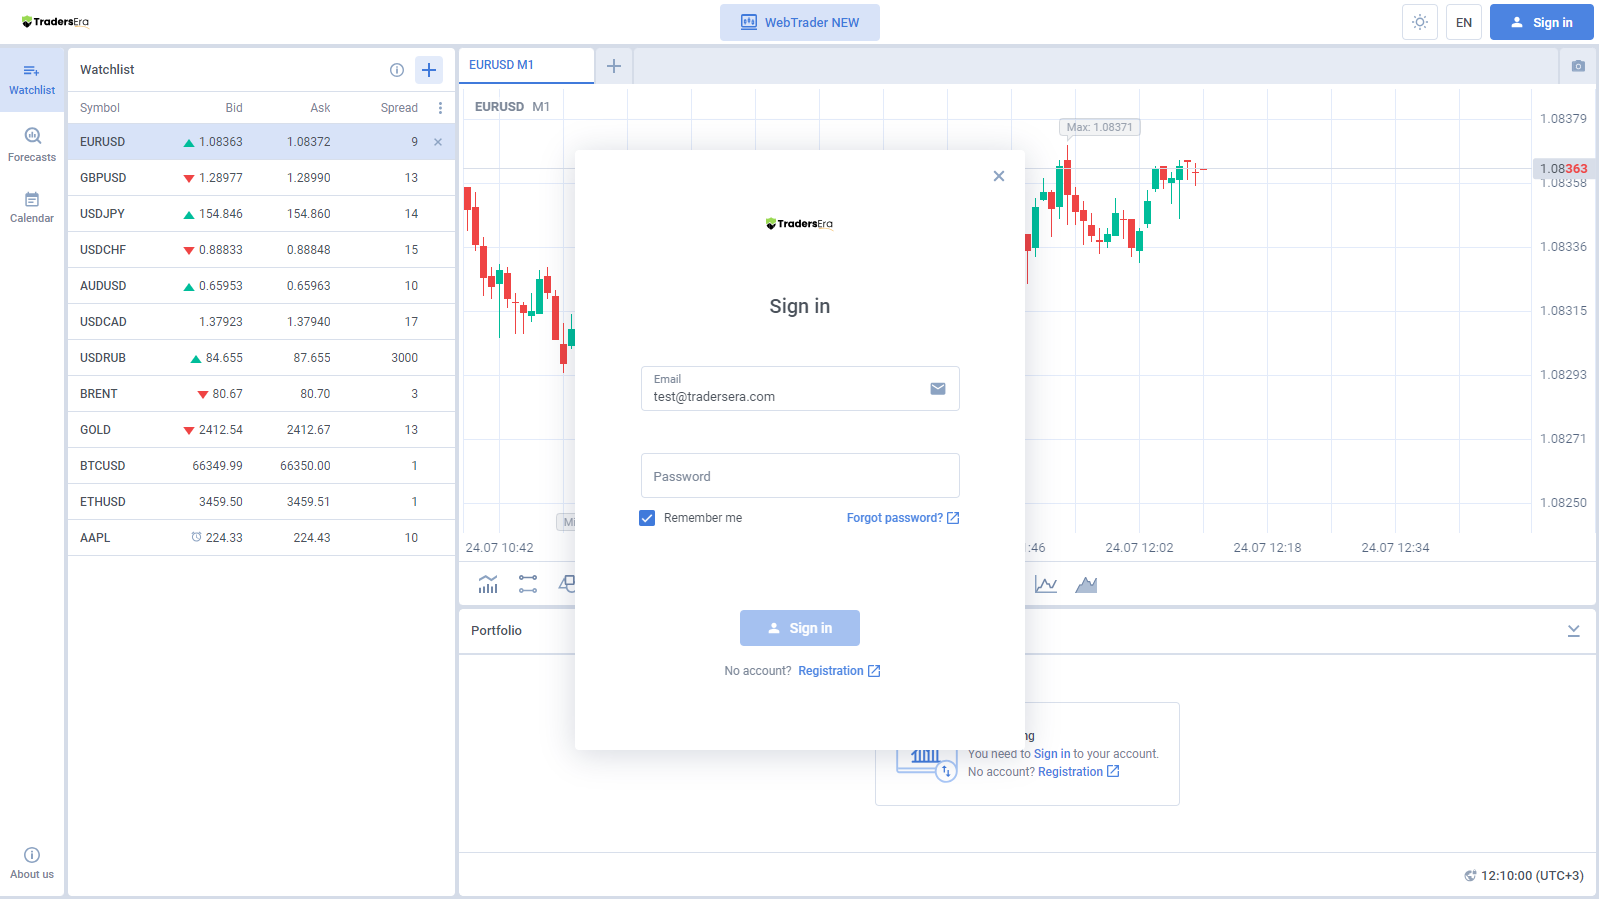 TradersEra
WebTrader NEW
EN
Sign in
Watchlist
Forecasts
Calendar
About us
Watchlist
Symbol Bid Ask Spread
EURUSD 1.08363 1.08372 9
GBPUSD 1.28977 1.28990 13
USDJPY 154.846 154.860 14
USDCHF 0.88833 0.88848 15
AUDUSD 0.65953 0.65963 10
USDCAD 1.37923 1.37940 17
USDRUB 84.655 87.655 3000
BRENT 80.67 80.70 3
GOLD 2412.54 2412.67 13
BTCUSD 66349.99 66350.00 1
ETHUSD 3459.50 3459.51 1
AAPL 224.33 224.43 10
EURUSD M1
EURUSD M1
Max: 1.08371
1.08379
1.08363
1.08358
1.08336
1.08315
1.08293
1.08271
1.08250
Mi
24.07 10:42
:46
24.07 12:02
24.07 12:18
24.07 12:34
TradersEra
Sign in
Email
test@tradersera.com
Password
Remember me
Forgot password?
Sign in
No account? Registration
Portfolio
ng
You need to Sign in to your account.
No account? Registration
12:10:00 (UTC+3)